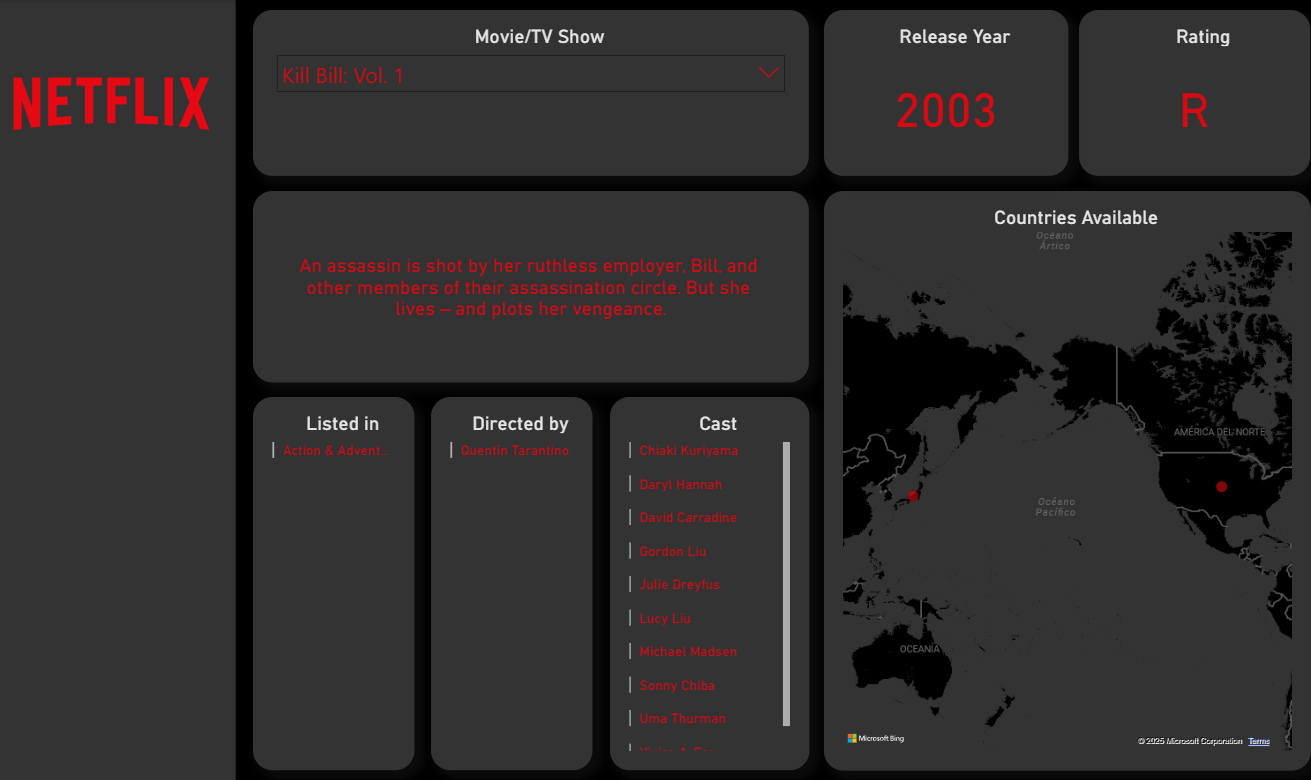 NETFLIX
Movie/TV Show
Kill Bill: Vol. 1
Release Year
2003
Rating
R
An assassin is shot by her ruthless employer, Bill, and
other members of their assassination circle. But she
lives – and plots her vengeance.
Listed in
Action & Advent...
Directed by
Quentin Tarantino
Cast
Chiaki Kuriyama
Daryl Hannah
David Carradine
Gordon Liu
Julie Dreyfus
Lucy Liu
Michael Madsen
Sonny Chiba
Uma Thurman
Countries Available
Océano
Ártico
AMÉRICA DEL NORTE
Océano
Pacífico
OCEANÍA
Microsoft Bing
© 2025 Microsoft Corporation Terms